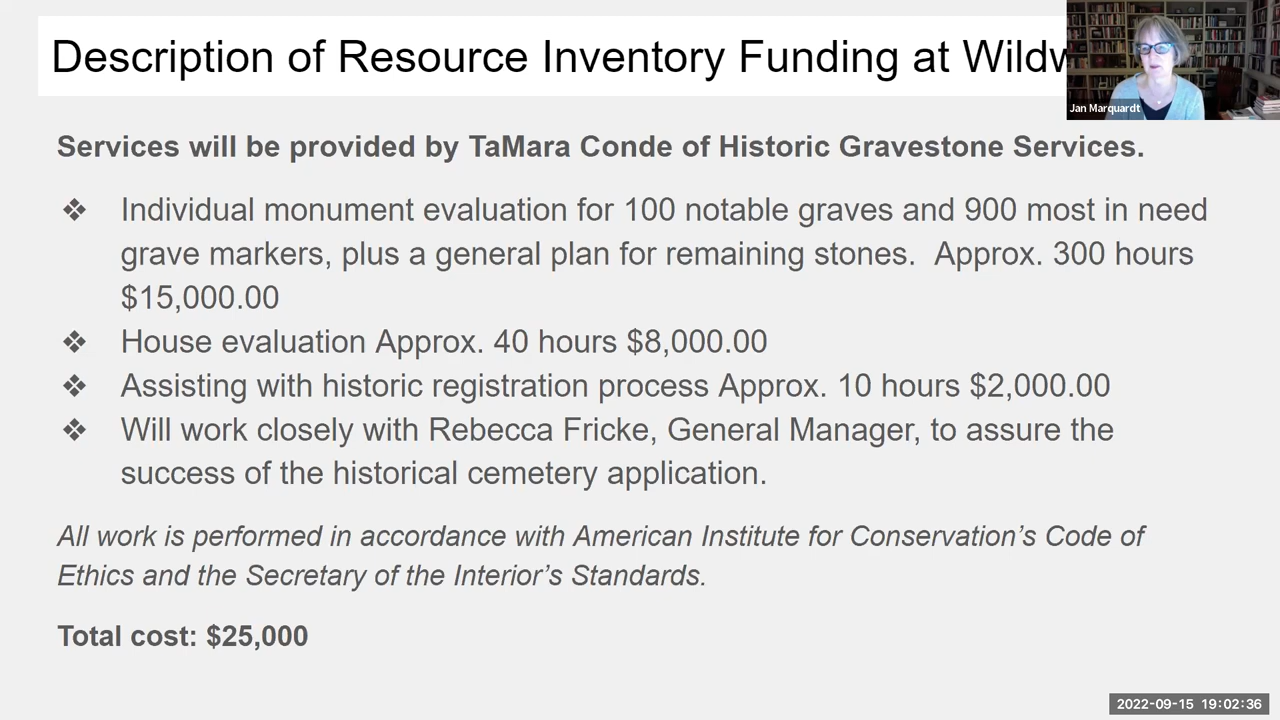 Description of Resource Inventory Funding at
Jan Marquardt
Services will be provided by TaMara Conde of Historic Gravestone Services.
❖ Individual monument evaluation for 100 notable graves and 900 most in need
grave markers, plus a general plan for remaining stones. Approx. 300 hours
$15,000.00
❖ House evaluation Approx. 40 hours $8,000.00
❖ Assisting with historic registration process Approx. 10 hours $2,000.00
❖ Will work closely with Rebecca Fricke, General Manager, to assure the
success of the historical cemetery application.
All work is performed in accordance with American Institute for Conservation’s Code of
Ethics and the Secretary of the Interior’s Standards.
Total cost: $25,000
2022-09-15 19:02:36